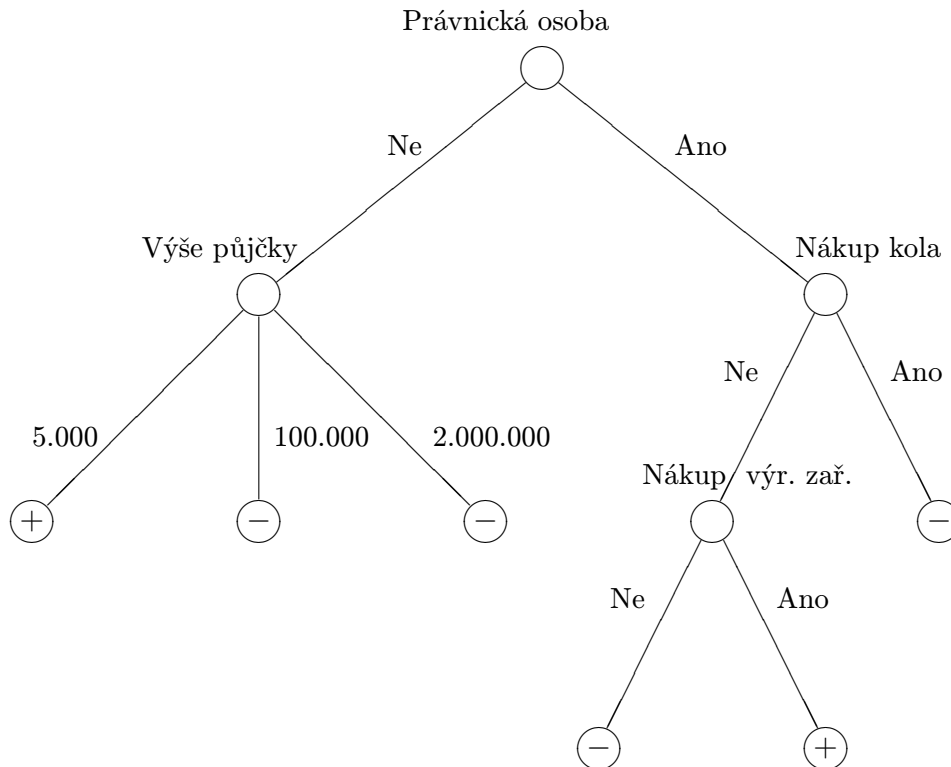 Právnická osoba
Ne
Ano
Výše půjčky
Nákup kola
Ne
Ano
5.000
100.000
2.000.000
Nákup výr. zař.
+
−
−
−
Ne
Ano
−
+